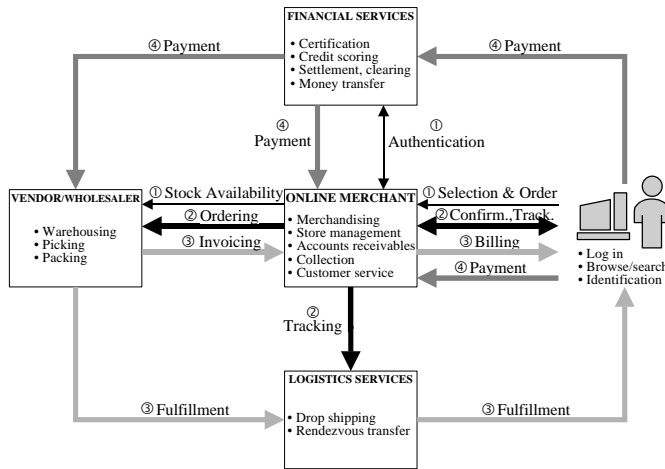 FINANCIAL SERVICES
• Certification
• Credit scoring
• Settlement, clearing
• Money transfer
④ Payment
④ Payment
④
Payment
①
Authentication
VENDOR/WHOLESALER
• Warehousing
• Picking
• Packing
① Stock Availability
② Ordering
③ Invoicing
ONLINE MERCHANT
• Merchandising
• Store management
• Accounts receivables
• Collection
• Customer service
① Selection & Order
② Confirm.,Track.
③ Billing
④ Payment
• Log in
• Browse/search
• Identification
②
Tracking
LOGISTICS SERVICES
• Drop shipping
• Rendezvous transfer
③ Fulfillment
③ Fulfillment